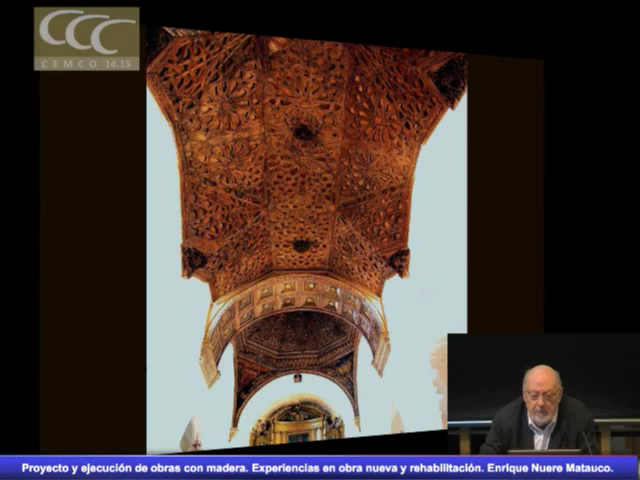 CCC
CEMCO 14.15
Proyecto y ejecución de obras con madera. Experiencias en obra nueva y rehabilitación. Enrique Nuere Matauco.